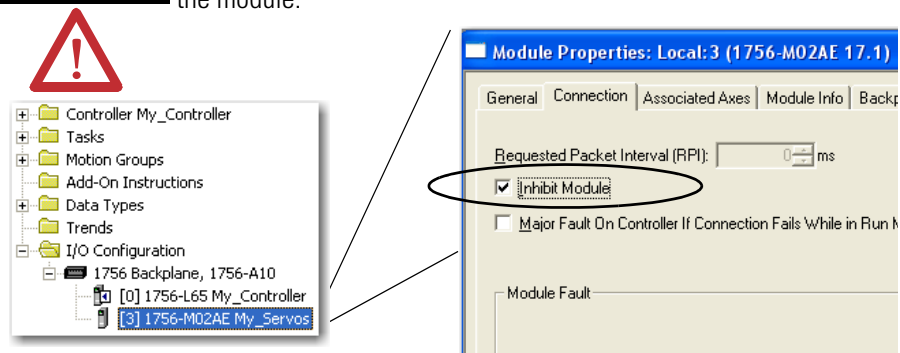 the module.
Controller My_Controller
Tasks
Motion Groups
Add-On Instructions
Data Types
Trends
I/O Configuration
1756 Backplane, 1756-A10
[0] 1756-L65 My_Controller
[3] 1756-M02AE My_Servos
Module Properties: Local:3 (1756-M02AE 17.1)
General Connection Associated Axes Module Info Backp
Requested Packet Interval (RPI): 0 ms
Inhibit Module
Major Fault On Controller If Connection Fails While in Run M
Module Fault